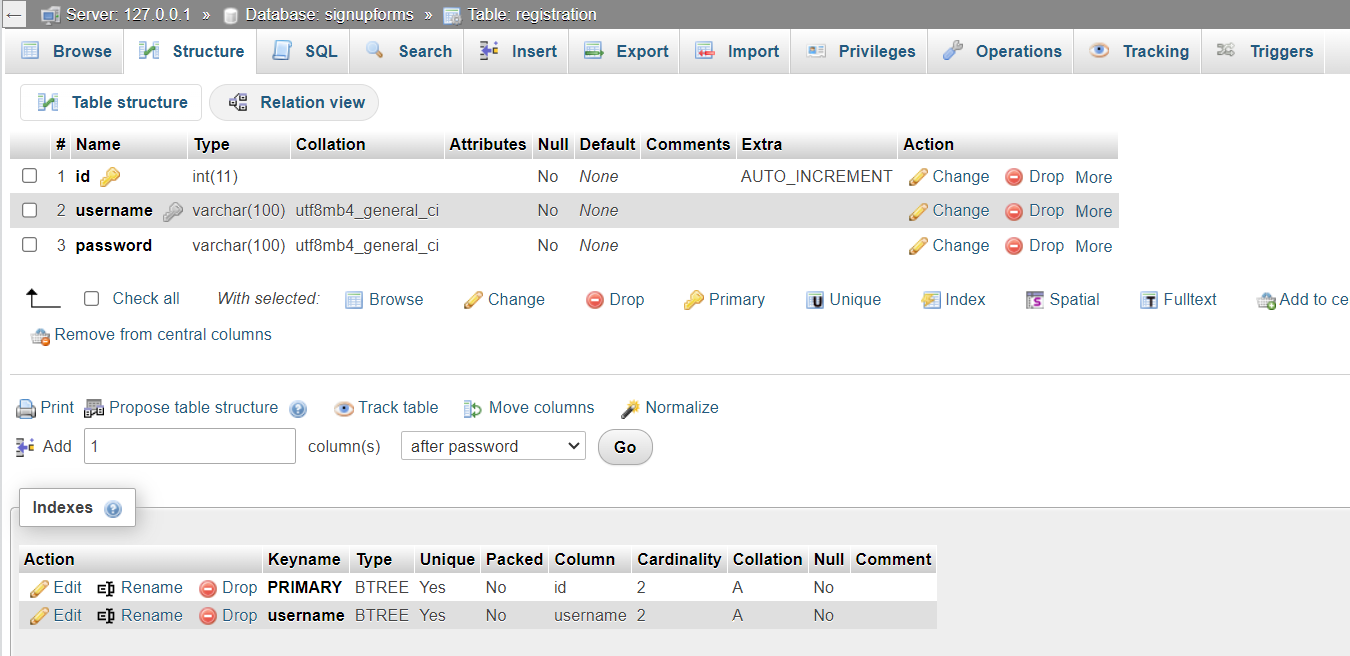 ← Server: 127.0.0.1 » Database: signupforms » Table: registration
Browse Structure SQL Search Insert Export Import Privileges Operations Tracking Triggers
Table structure Relation view
# Name Type Collation Attributes Null Default Comments Extra Action
1 id int(11) No None AUTO_INCREMENT Change Drop More
2 username varchar(100) utf8mb4_general_ci No None Change Drop More
3 password varchar(100) utf8mb4_general_ci No None Change Drop More
Check all With selected: Browse Change Drop Primary U Unique Index S Spatial T Fulltext Add to ce
Remove from central columns
Print Propose table structure Track table Move columns Normalize
Add 1 column(s) after password Go
Indexes
Action Keyname Type Unique Packed Column Cardinality Collation Null Comment
Edit Rename Drop PRIMARY BTREE Yes No id 2 A No
Edit Rename Drop username BTREE Yes No username 2 A No